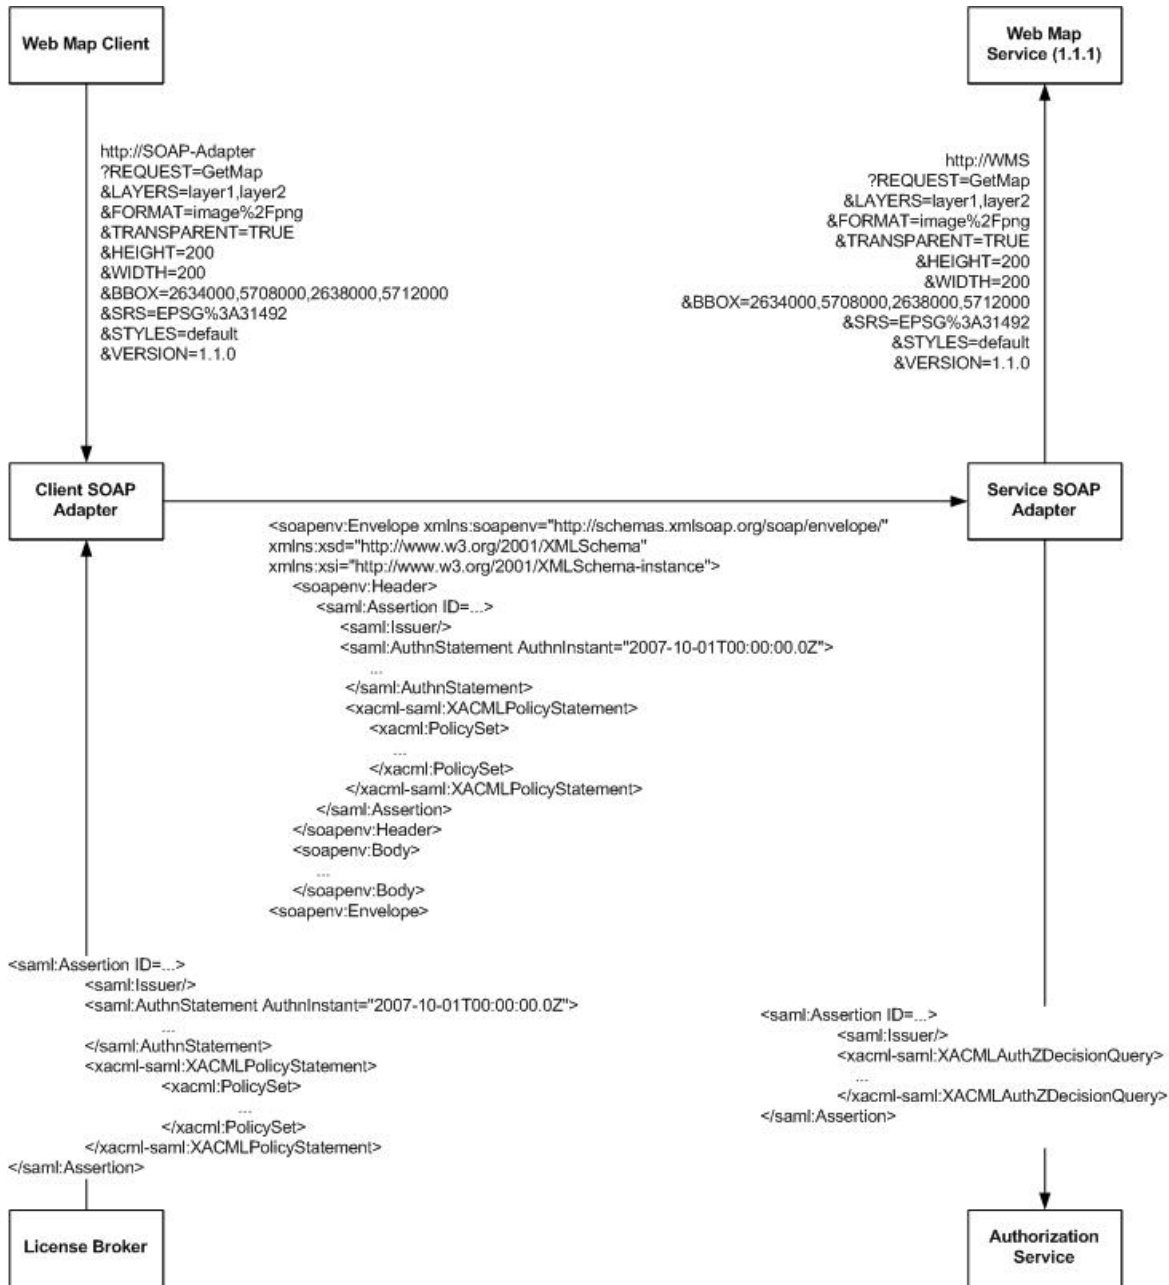 Web Map Client
Web Map
Service (1.1.1)
http://SOAP-Adapter
?REQUEST=GetMap
&LAYERS=layer1,layer2
&FORMAT=image%2Fpng
&TRANSPARENT=TRUE
&HEIGHT=200
&WIDTH=200
&BBOX=2634000,5708000,2638000,5712000
&SRS=EPSG%3A31492
&STYLES=default
&VERSION=1.1.0
http://WMS
?REQUEST=GetMap
&LAYERS=layer1,layer2
&FORMAT=image%2Fpng
&TRANSPARENT=TRUE
&HEIGHT=200
&WIDTH=200
&BBOX=2634000,5708000,2638000,5712000
&SRS=EPSG%3A31492
&STYLES=default
&VERSION=1.1.0
Client SOAP
Adapter
Service SOAP
Adapter
<soapenv:Envelope xmlns:soapenv="http://schemas.xmlsoap.org/soap/envelope/"
xmlns:xsd="http://www.w3.org/2001/XMLSchema"
xmlns:xsi="http://www.w3.org/2001/XMLSchema-instance">
<soapenv:Header>
<saml:Assertion ID=...>
<saml:Issuer/>
<saml:AuthnStatement AuthnInstant="2007-10-01T00:00:00.0Z">
...
</saml:AuthnStatement>
<xacml-saml:XACMLPolicyStatement>
<xacml:PolicySet>
...
</xacml:PolicySet>
</xacml-saml:XACMLPolicyStatement>
</saml:Assertion>
</soapenv:Header>
<soapenv:Body>
...
</soapenv:Body>
<soapenv:Envelope>
<saml:Assertion ID=...>
<saml:Issuer/>
<saml:AuthnStatement AuthnInstant="2007-10-01T00:00:00.0Z">
...
</saml:AuthnStatement>
<xacml-saml:XACMLPolicyStatement>
<xacml:PolicySet>
...
</xacml:PolicySet>
</xacml-saml:XACMLPolicyStatement>
</saml:Assertion>
<saml:Assertion ID=...>
<saml:Issuer/>
<xacml-saml:XACMLAuthZDecisionQuery>
...
</xacml-saml:XACMLAuthZDecisionQuery>
</saml:Assertion>
License Broker
Authorization
Service